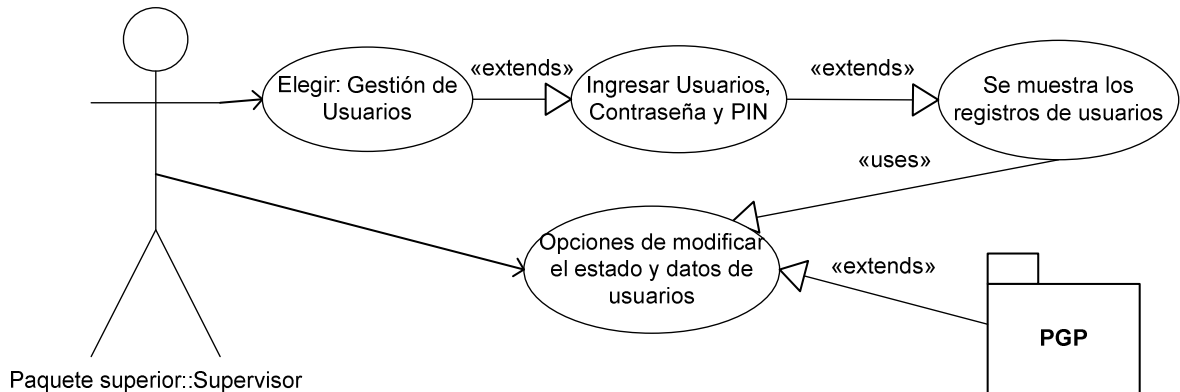 Elegir: Gestión de
Usuarios
«extends»
Ingresar Usuarios,
Contraseña y PIN
«extends»
Se muestra los
registros de usuarios
«uses»
Opciones de modificar
el estado y datos de
usuarios
«extends»
PGP
Paquete superior::Supervisor